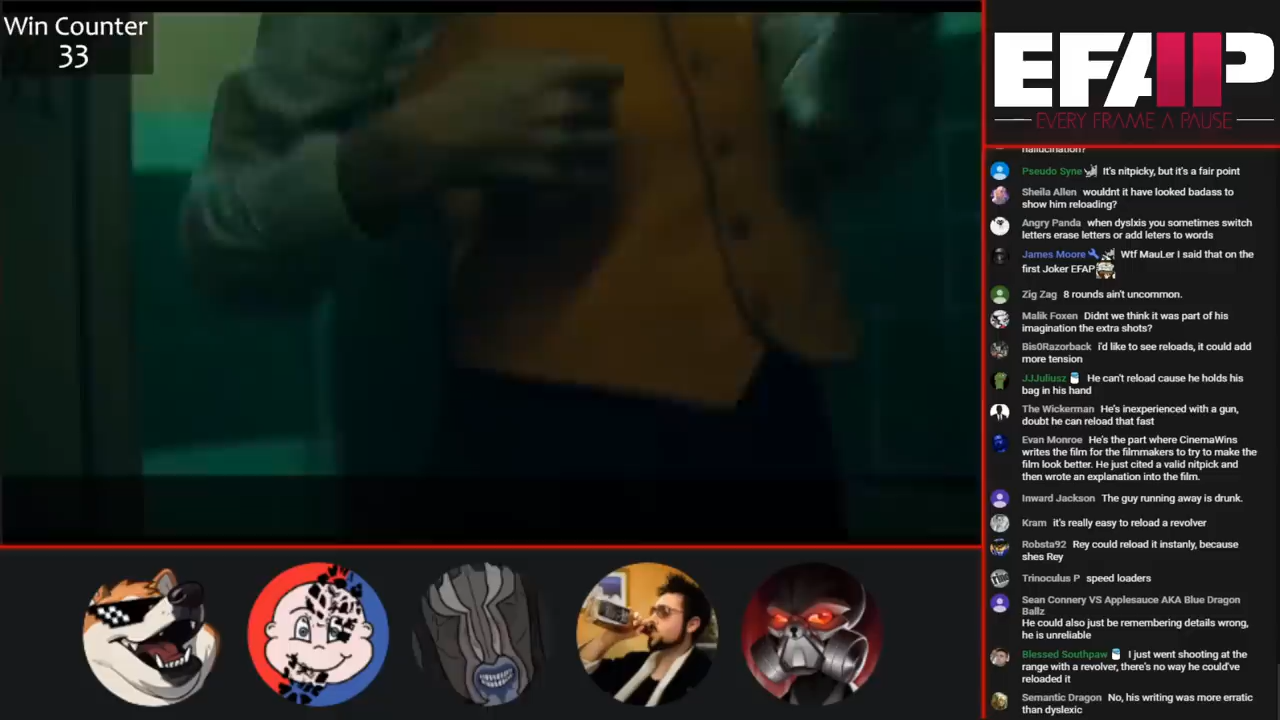 Win Counter
33
EFAP
EVERY FRAME A PAUSE
hallucination?
Pseudo Syne It's nitpicky, but it's a fair point
Sheila Allen wouldnt it have looked badass to
show him reloading?
Angry Panda when dyslxis you sometimes switch
letters erase letters or add leters to words
James Moore Wtf MauLer I said that on the
first Joker EFAP
Zig Zag 8 rounds ain't uncommon.
Malik Foxen Didnt we think it was part of his
imagination the extra shots?
Bis0Razorback i'd like to see reloads, it could add
more tension
JJJuliusz He can't reload cause he holds his
bag in his hand
The Wickerman He's inexperienced with a gun,
doubt he can reload that fast
Evan Monroe He's the part where CinemaWins
writes the film for the filmmakers to try to make the
film look better. He just cited a valid nitpick and
then wrote an explanation into the film.
Inward Jackson The guy running away is drunk.
Kram it's really easy to reload a revolver
Robsta92 Rey could reload it instanly, because
shes Rey
Trinoculus P speed loaders
Sean Connery VS Applesauce AKA Blue Dragon
Ballz
He could also just be remembering details wrong,
he is unreliable
Blessed Southpaw I just went shooting at the
range with a revolver, there's no way he could've
reloaded it
Semantic Dragon No, his writing was more erratic
than dyslexic